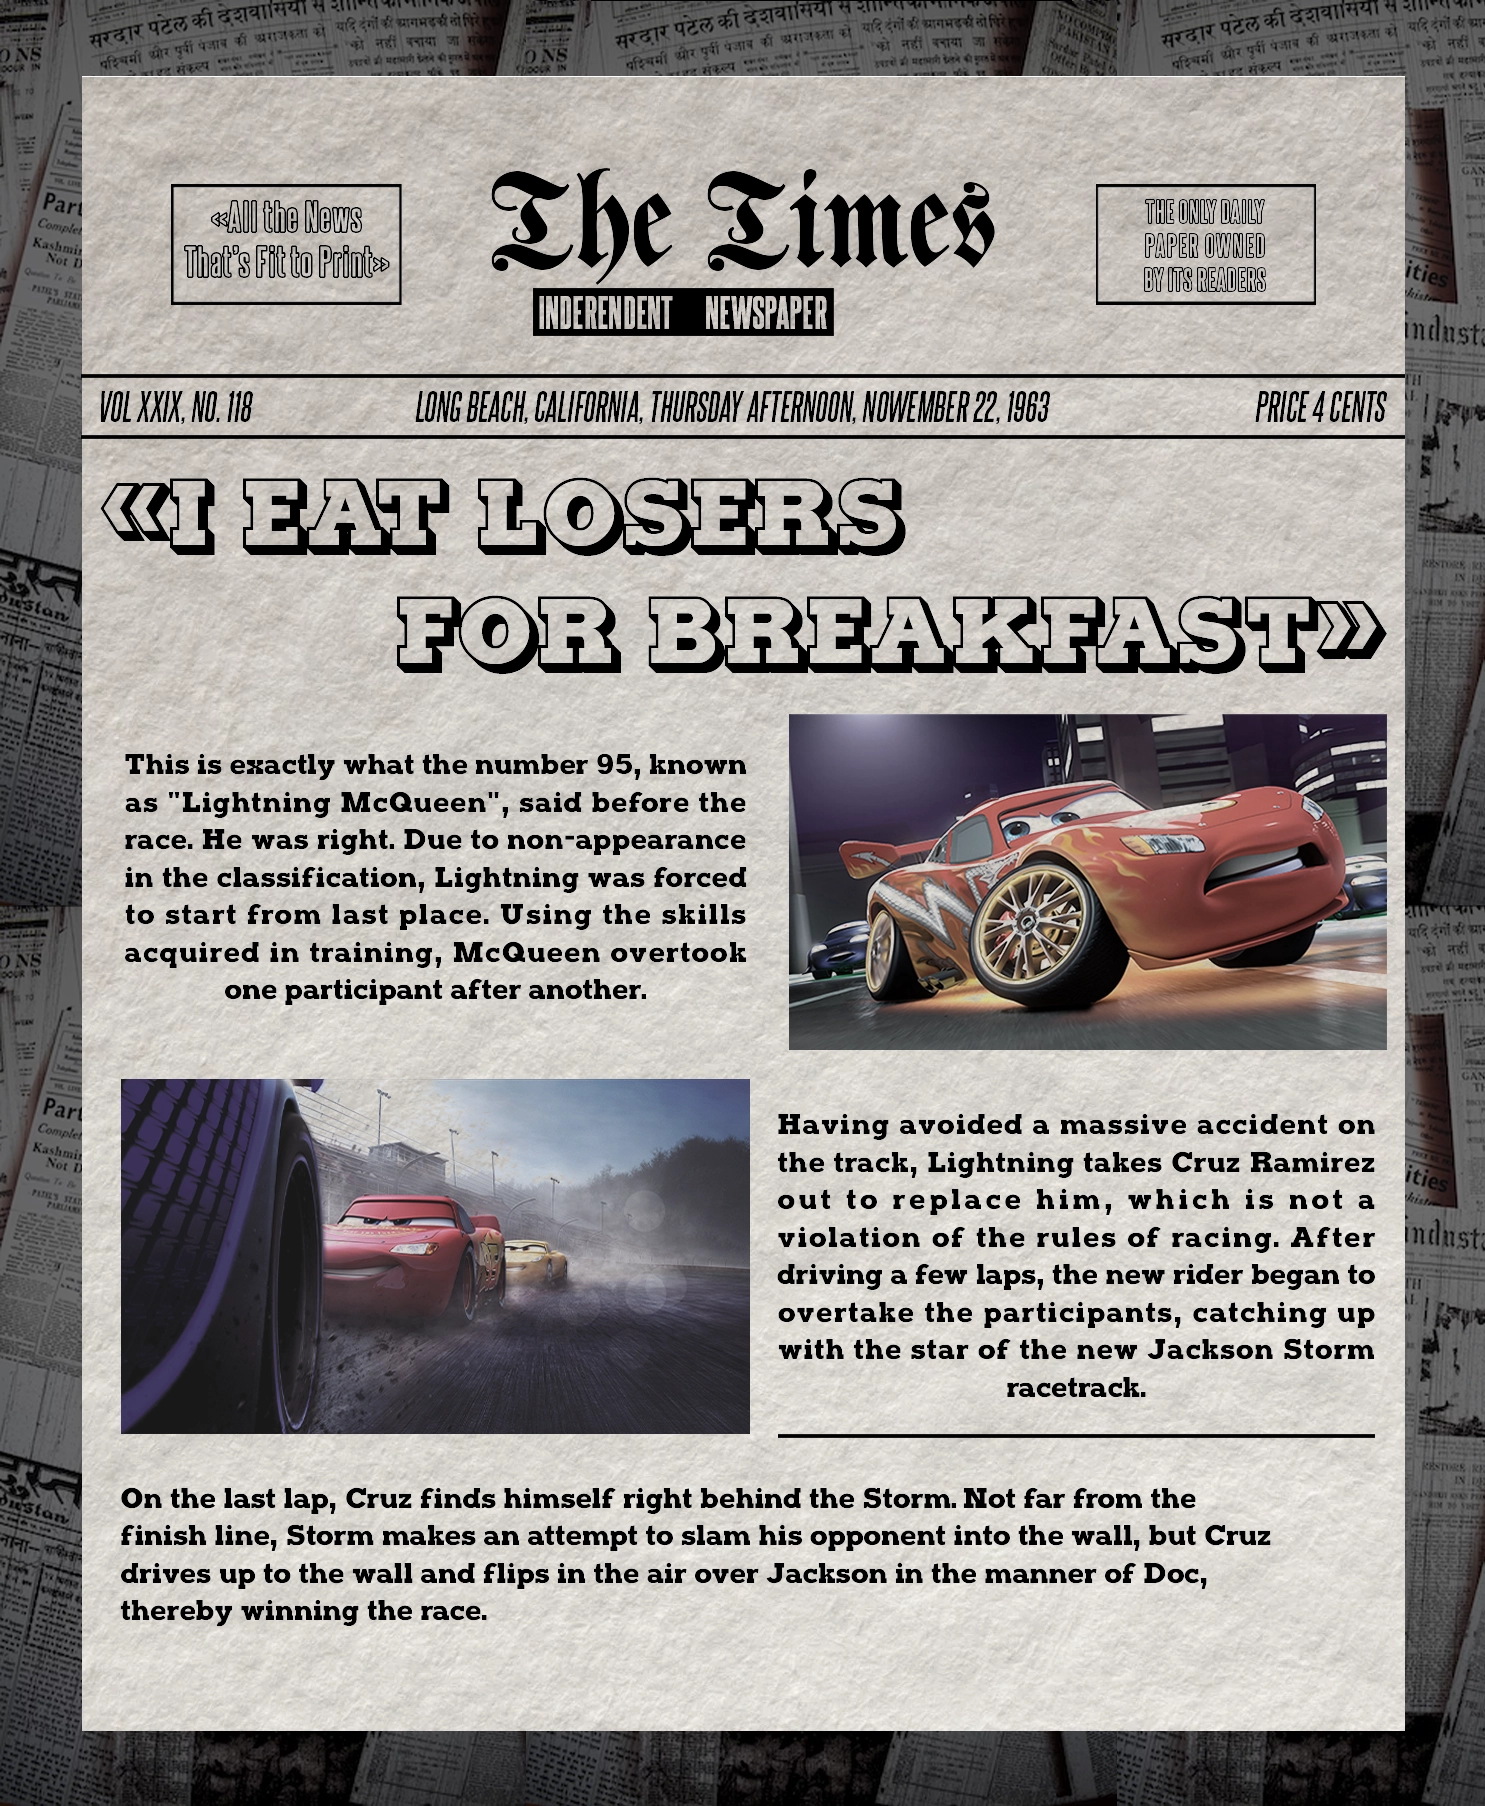 «All the News
That's Fit to Print»
The Times
INDERENDENT NEWSPAPER
THE ONLY DAILY
PAPER OWNED
BY ITS READERS
VOL XXIX, NO. 118
LONG BEACH, CALIFORNIA, THURSDAY AFTERNOON, NOWEMBER 22, 1963
PRICE 4 CENTS
«I EAT LOSERS
FOR BREAKFAST»
This is exactly what the number 95, known
as "Lightning McQueen", said before the
race. He was right. Due to non-appearance
in the classification, Lightning was forced
to start from last place. Using the skills
acquired in training, McQueen overtook
one participant after another.
Having avoided a massive accident on
the track, Lightning takes Cruz Ramirez
out to replace him, which is not a
violation of the rules of racing. After
driving a few laps, the new rider began to
overtake the participants, catching up
with the star of the new Jackson Storm
racetrack.
On the last lap, Cruz finds himself right behind the Storm. Not far from the
finish line, Storm makes an attempt to slam his opponent into the wall, but Cruz
drives up to the wall and flips in the air over Jackson in the manner of Doc,
thereby winning the race.